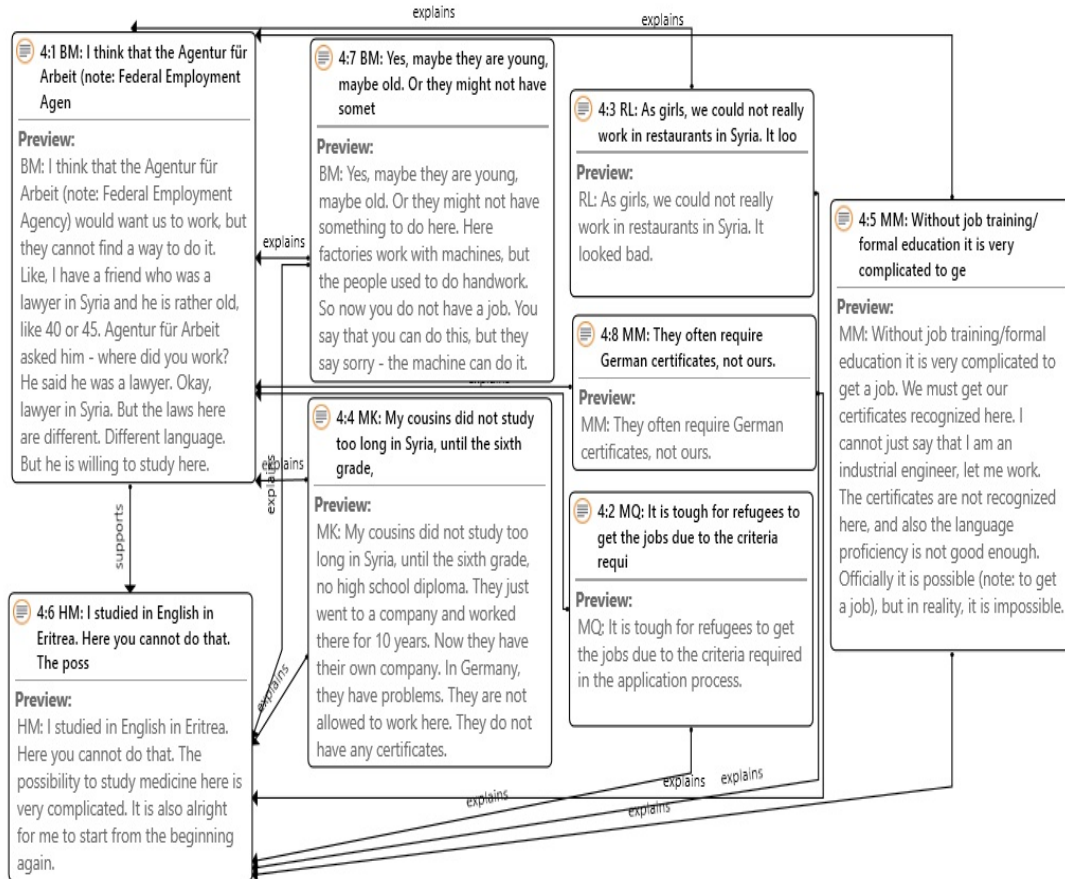 explains
4:1 BM: I think that the Agentur für
Arbeit (note: Federal Employment
Agen
Preview:
BM: I think that the Agentur für
Arbeit (note: Federal Employment
Agency) would want us to work, but
they cannot find a way to do it.
Like, I have a friend who was a
lawyer in Syria and he is rather old,
like 40 or 45. Agentur für Arbeit
asked him - where did you work?
He said he was a lawyer. Okay,
lawyer in Syria. But the laws here
are different. Different language.
But he is willing to study here.
supports
4:6 HM: I studied in English in
Eritrea. Here you cannot do that.
The poss
Preview:
HM: I studied in English in Eritrea.
Here you cannot do that. The
possibility to study medicine here is
very complicated. It is also alright
for me to start from the beginning
again.
explains
explains
explains
explains
4:7 BM: Yes, maybe they are young,
maybe old. Or they might not have
somet
Preview:
BM: Yes, maybe they are young,
maybe old. Or they might not have
something to do here. Here
factories work with machines, but
the people used to do handwork.
So now you do not have a job. You
say that you can do this, but they
say sorry - the machine can do it.
4:4 MK: My cousins did not study
too long in Syria, until the sixth
grade,
Preview:
MK: My cousins did not study too
long in Syria, until the sixth grade,
no high school diploma. They just
went to a company and worked
there for 10 years. Now they have
their own company. In Germany,
they have problems. They are not
allowed to work here. They do not
have any certificates.
explains
explains
4:3 RL: As girls, we could not really
work in restaurants in Syria. It loo
Preview:
RL: As girls, we could not really
work in restaurants in Syria. It
looked bad.
4:8 MM: They often require
German certificates, not ours.
Preview:
MM: They often require German
certificates, not ours.
explains
4:2 MQ: It is tough for refugees to
get the jobs due to the criteria
requi
Preview:
MQ: It is tough for refugees to get
the jobs due to the criteria required
in the application process.
explains
explains
explains
explains
4:5 MM: Without job training/
formal education it is very
complicated to ge
Preview:
MM: Without job training/formal
education it is very complicated to
get a job. We must get our
certificates recognized here. I
cannot just say that I am an
industrial engineer, let me work.
The certificates are not recognized
here, and also the language
proficiency is not good enough.
Officially it is possible (note: to get
a job), but in reality, it is impossible.